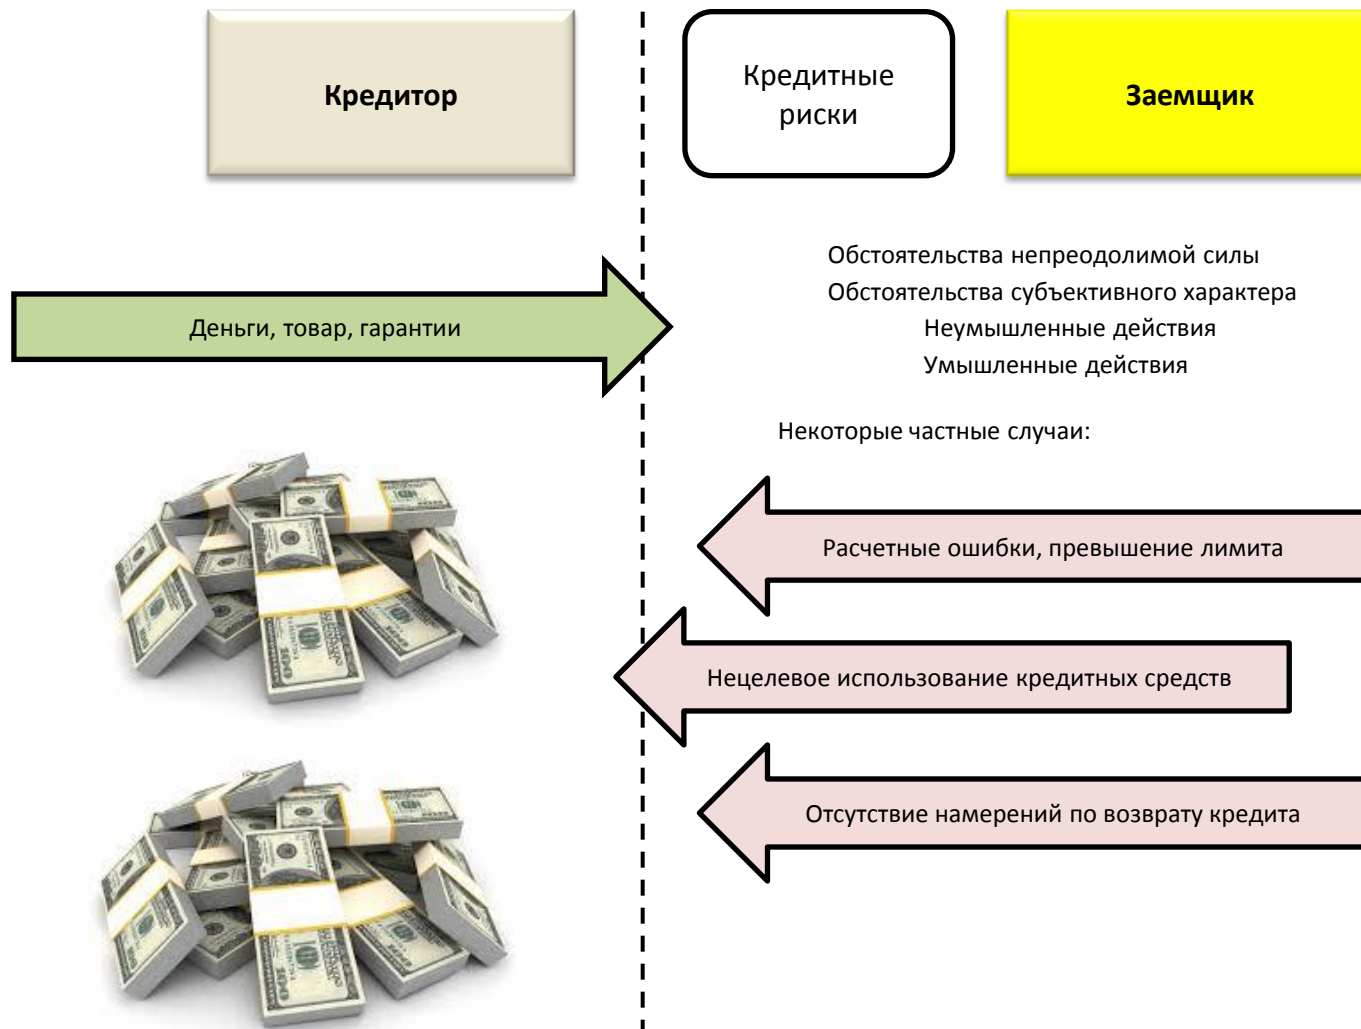 Кредитор
Кредитные
риски
Заемщик
Обстоятельства непреодолимой силы
Обстоятельства субъективного характера
Неумышленные действия
Умышленные действия
Деньги, товар, гарантии
Некоторые частные случаи:
Расчетные ошибки, превышение лимита
Нецелевое использование кредитных средств
Отсутствие намерений по возврату кредита